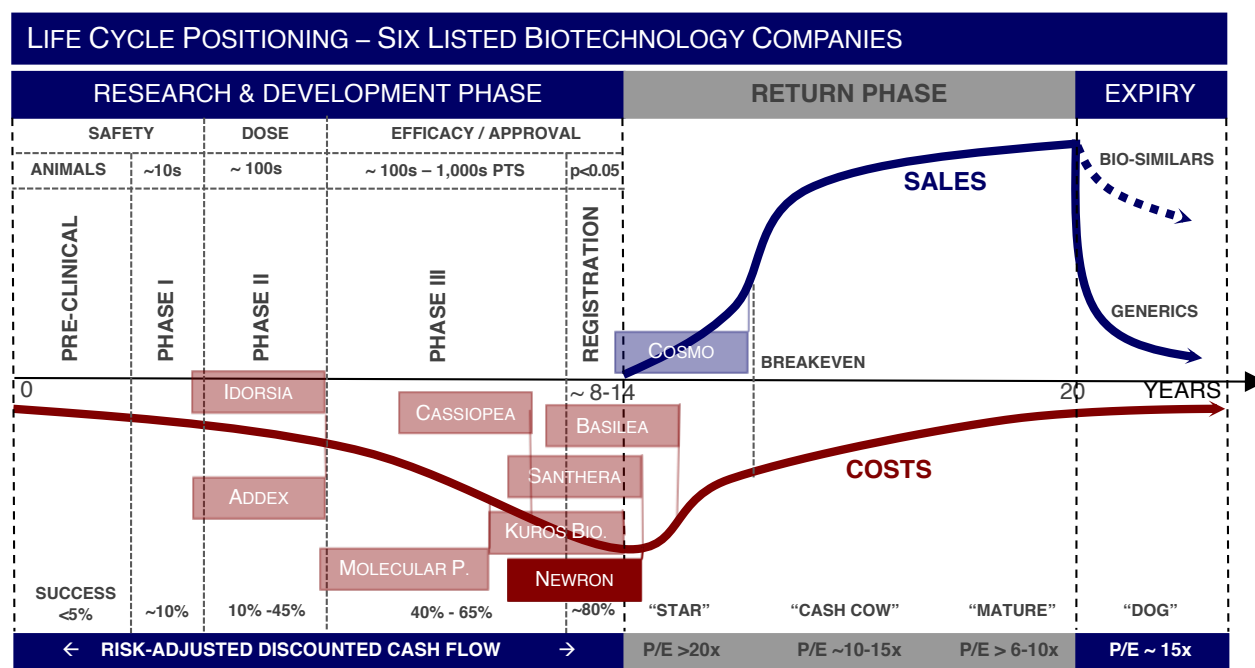 LIFE CYCLE POSITIONING – SIX LISTED BIOTECHNOLOGY COMPANIES
RESEARCH & DEVELOPMENT PHASE RETURN PHASE EXPIRY
SAFETY DOSE EFFICACY / APPROVAL
ANIMALS ~10s ~ 100s ~ 100s – 1,000s PTS p<0.05
BIO-SIMILARS
SALES
PRE-CLINICAL
PHASE I
PHASE II
PHASE III
REGISTRATION
GENERICS
COSMO
BREAKEVEN
0 ~ 8-14 20 YEARS
IDORSIA
CASSIOPEA
BASILEA
SANTHERA
COSTS
ADDEX
KUROS BIO.
MOLECULAR P.
NEWRON
SUCCESS
<5% ~10% 10% -45% 40% - 65% ~80% “STAR” “CASH COW” “MATURE” “DOG”
← RISK-ADJUSTED DISCOUNTED CASH FLOW → P/E >20x P/E ~10-15x P/E > 6-10x P/E ~ 15x